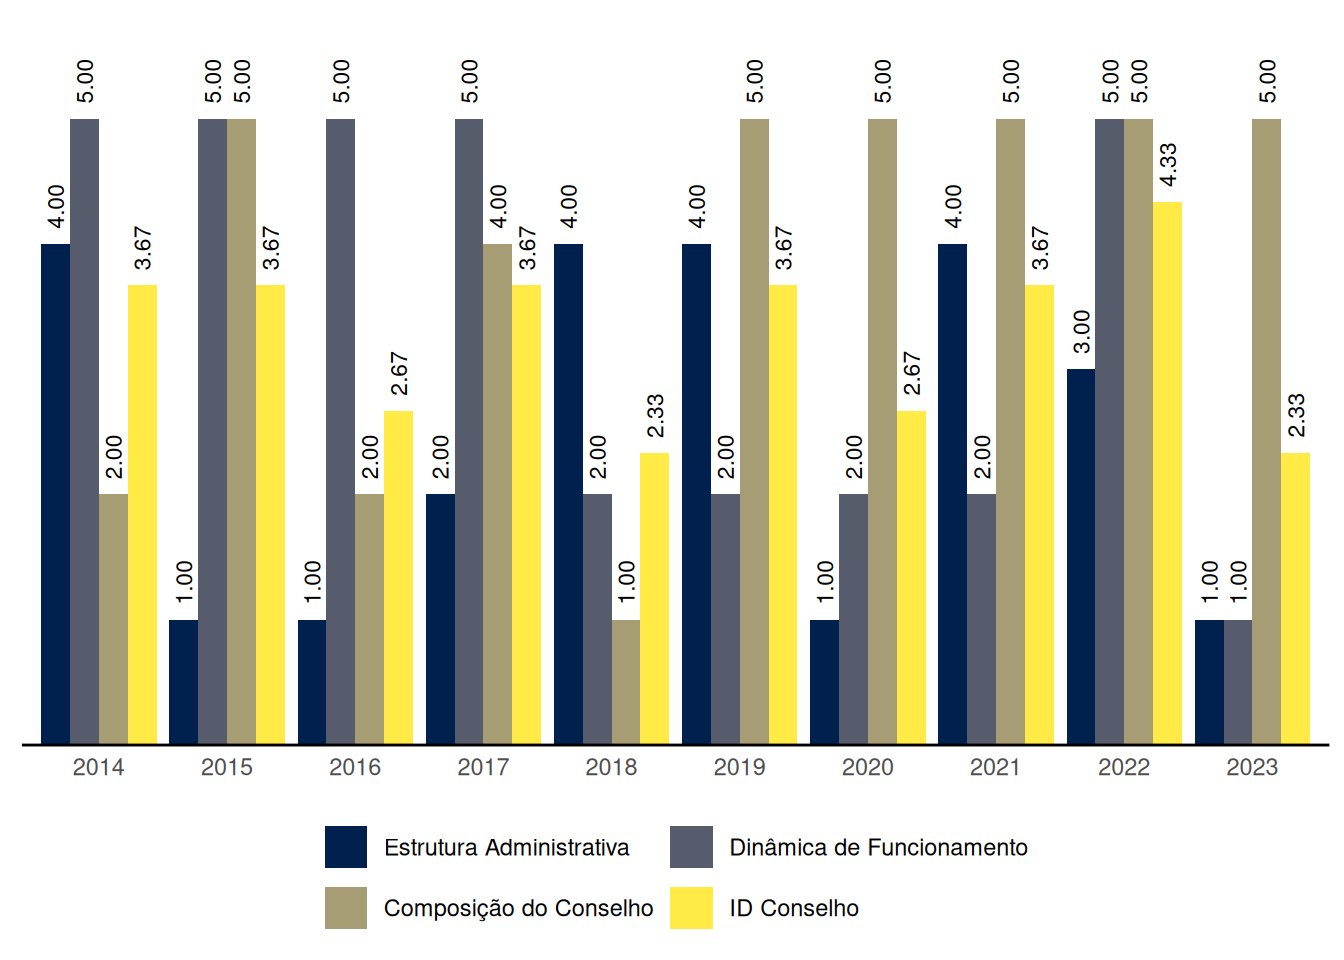 4.00 5.00 2.00 3.67
1.00 5.00 5.00 3.67
1.00 5.00 2.00 2.67
2.00 5.00 4.00 3.67
4.00 2.00 1.00 2.33
4.00 2.00 5.00 3.67
1.00 2.00 5.00 2.67
4.00 2.00 5.00 3.67
3.00 5.00 5.00 4.33
1.00 1.00 5.00 2.33
2014 2015 2016 2017 2018 2019 2020 2021 2022 2023
Estrutura Administrativa Dinâmica de Funcionamento
Composição do Conselho ID Conselho